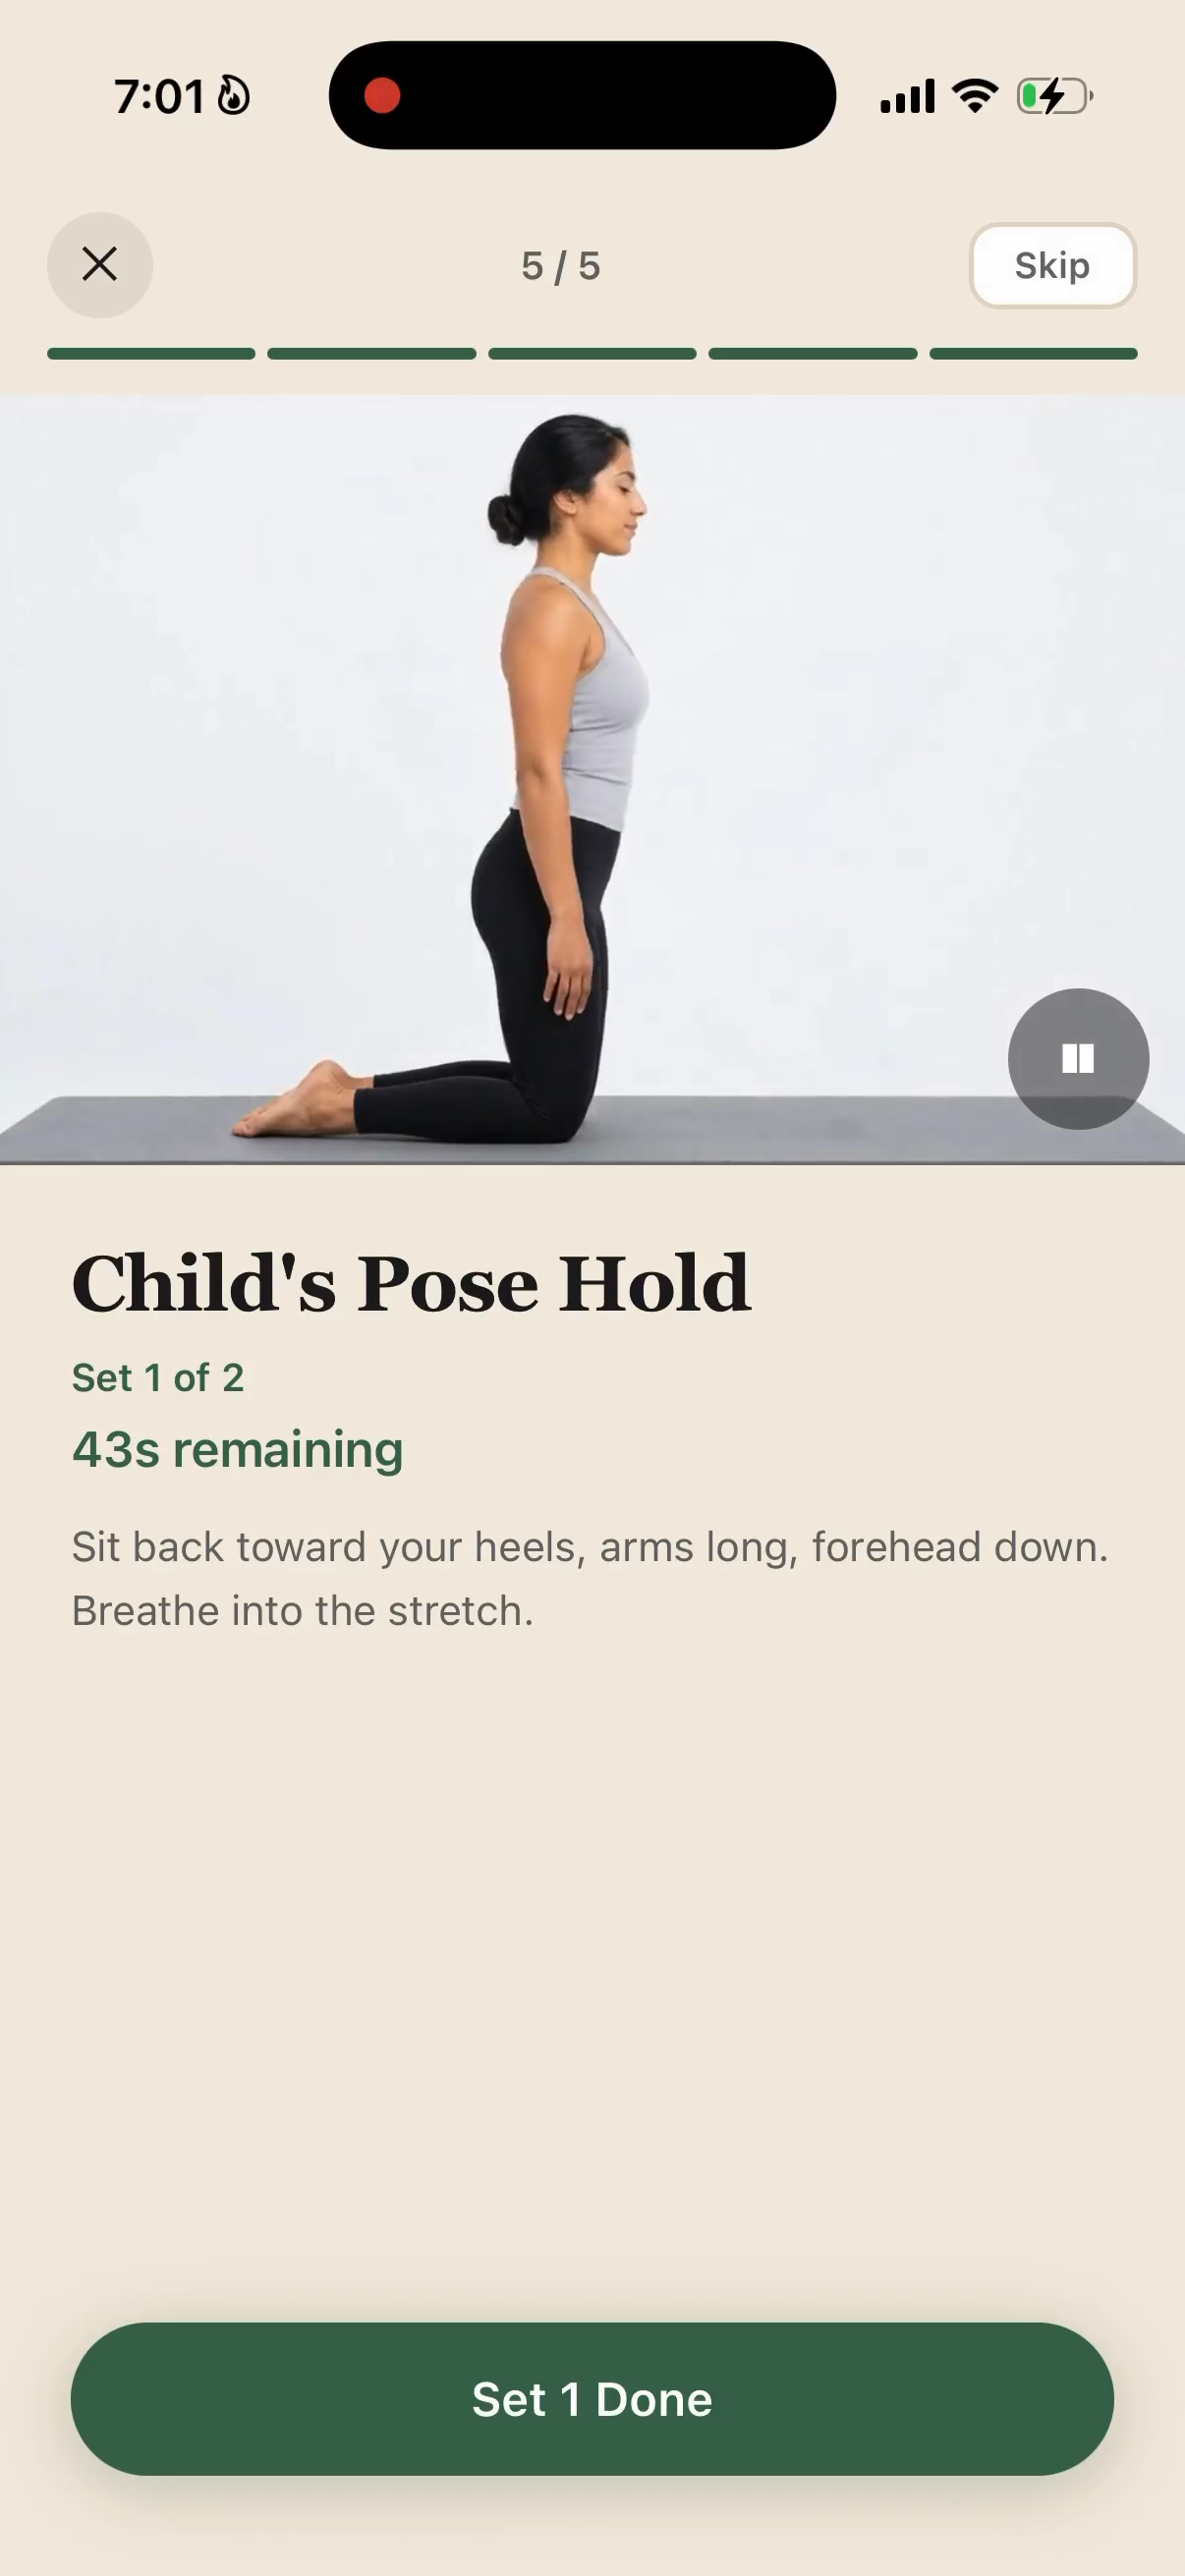 7:01
5 / 5
Skip
Child's Pose Hold
Set 1 of 2
43s remaining
Sit back toward your heels, arms long, forehead down.
Breathe into the stretch.
Set 1 Done